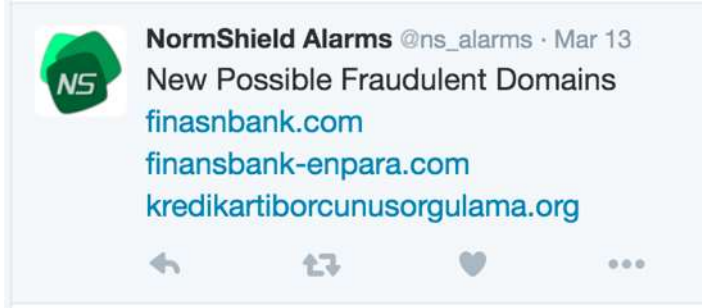 NS
NormShield Alarms @ns_alarms · Mar 13
New Possible Fraudulent Domains
finasnbank.com
finansbank-enpara.com
kredikartiborcunusorgulama.org